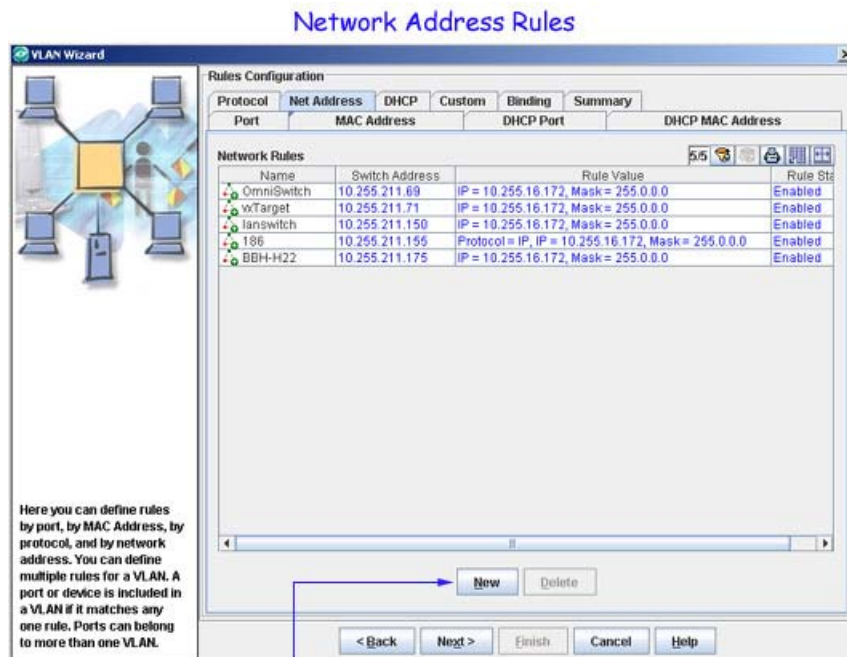 Network Address Rules
VLAN Wizard
Rules Configuration
Protocol Net Address DHCP Custom Binding Summary
Port MAC Address DHCP Port DHCP MAC Address
Network Rules 5/5
Name Switch Address Rule Value Rule Sta
OmniSwitch 10.255.211.69 IP = 10.255.16.172, Mask = 255.0.0.0 Enabled
vxTarget 10.255.211.71 IP = 10.255.16.172, Mask = 255.0.0.0 Enabled
lanswitch 10.255.211.150 IP = 10.255.16.172, Mask = 255.0.0.0 Enabled
186 10.255.211.155 Protocol = IP, IP = 10.255.16.172, Mask = 255.0.0.0 Enabled
BBH-H22 10.255.211.175 IP = 10.255.16.172, Mask = 255.0.0.0 Enabled
Here you can define rules
by port, by MAC Address, by
protocol, and by network
address. You can define
multiple rules for a VLAN. A
port or device is included in
a VLAN if it matches any
one rule. Ports can belong
to more than one VLAN.
New Delete
< Back Next > Finish Cancel Help